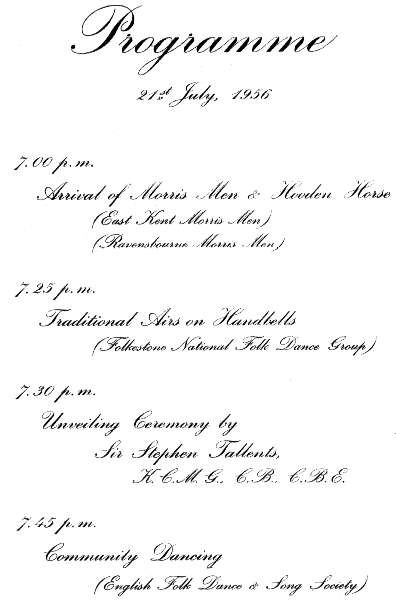 Programme
21st July, 1956
7.00 p.m.
Arrival of Morris Men & Hooden Horse
(East Kent Morris Men)
(Ravensbourne Morris Men)
7.25 p.m.
Traditional Airs on Handbells
(Folkestone National Folk Dance Group)
7.30 p.m.
Unveiling Ceremony by
Sir Stephen Tallents,
K.C.M.G., C.B., C.B.E.
7.45 p.m.
Community Dancing
(English Folk Dance & Song Society)